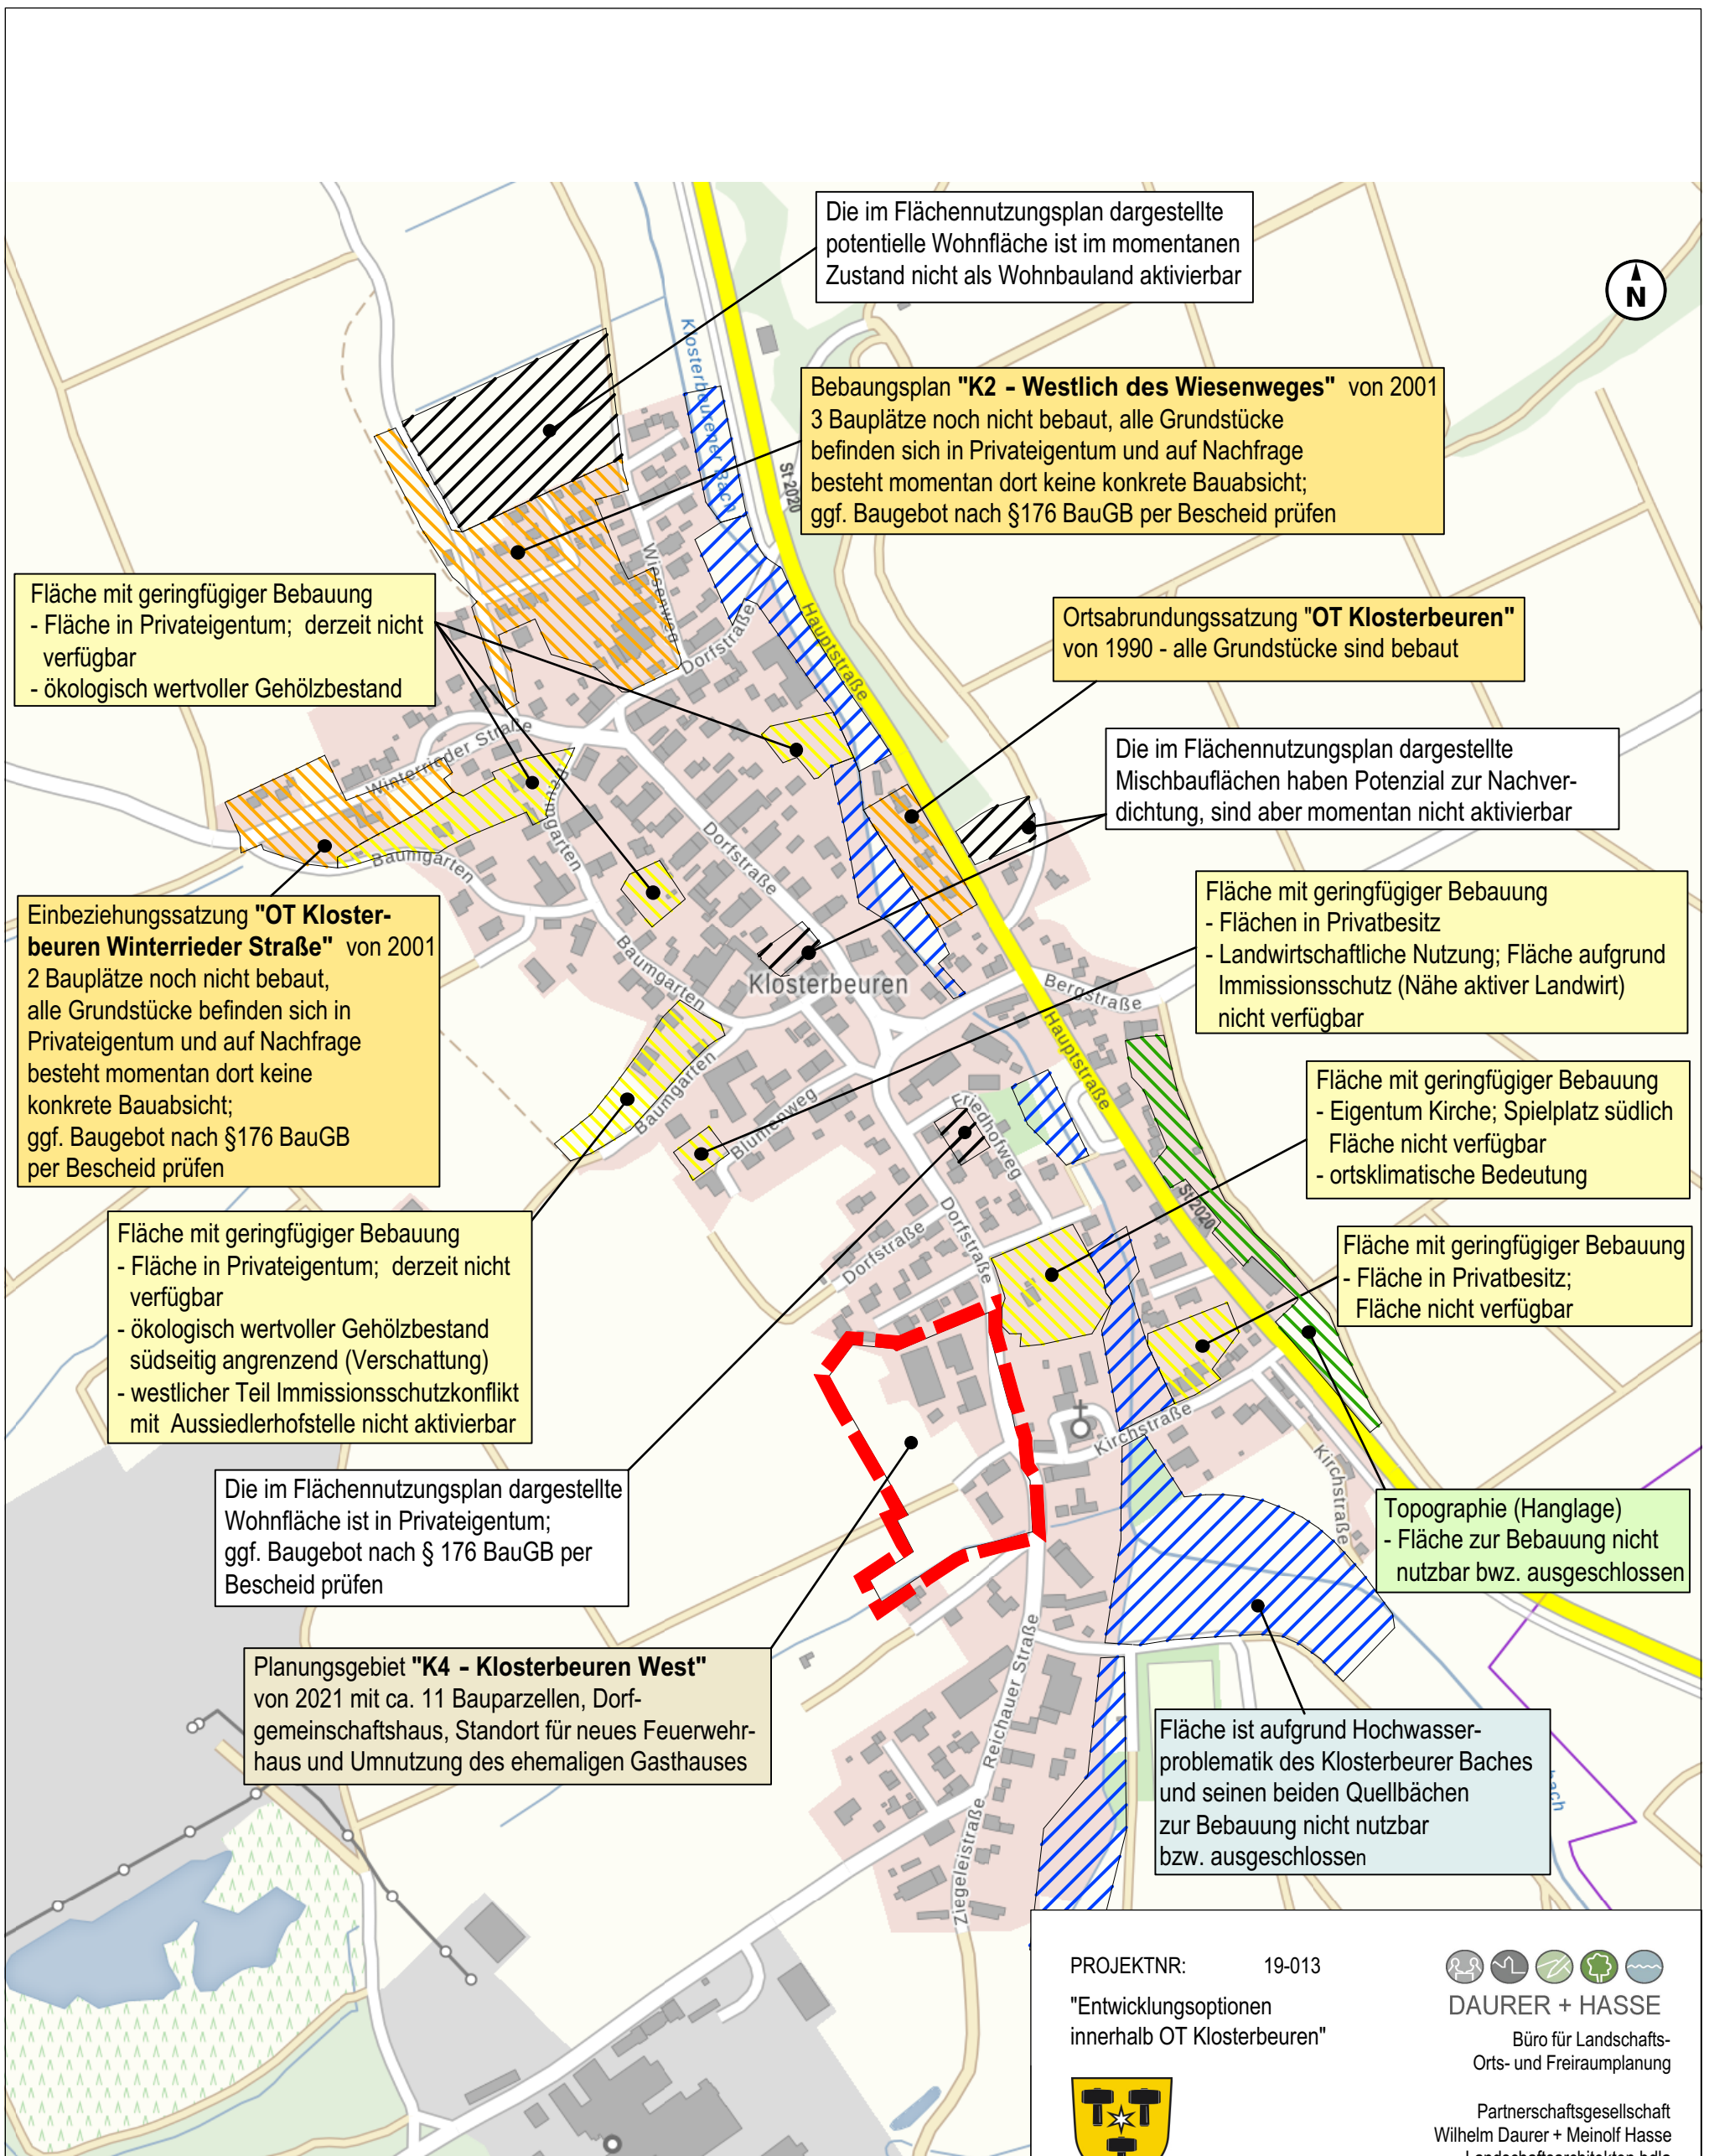 Die im Flächennutzungsplan dargestellte
potentielle Wohnfläche ist im momentanen
Zustand nicht als Wohnbauland aktivierbar
N
Bebaungsplan "K2 - Westlich des Wiesenweges" von 2001
3 Bauplätze noch nicht bebaut, alle Grundstücke
befinden sich in Privateigentum und auf Nachfrage
besteht momentan dort keine konkrete Bauabsicht;
ggf. Baugebot nach §176 BauGB per Bescheid prüfen
Klosterbeurener Bach
St 2020
Fläche mit geringfügiger Bebauung
- Fläche in Privateigentum; derzeit nicht
verfügbar
- ökologisch wertvoller Gehölzbestand
Wiesenweg
Dorfstraße
Hauptstraße
Ortsabrundungssatzung "OT Klosterbeuren"
von 1990 - alle Grundstücke sind bebaut
Die im Flächennutzungsplan dargestellte
Mischbauflächen haben Potenzial zur Nachver-
dichtung, sind aber momentan nicht aktivierbar
Winterrieder Straße
Baumgarten
Baumgarten
Dorfstraße
Einbeziehungssatzung "OT Kloster-
beuren Winterrieder Straße" von 2001
2 Bauplätze noch nicht bebaut,
alle Grundstücke befinden sich in
Privateigentum und auf Nachfrage
besteht momentan dort keine
konkrete Bauabsicht;
ggf. Baugebot nach §176 BauGB
per Bescheid prüfen
Fläche mit geringfügiger Bebauung
- Flächen in Privatbesitz
- Landwirtschaftliche Nutzung; Fläche aufgrund
Immissionsschutz (Nähe aktiver Landwirt)
nicht verfügbar
Baumgarten
Klosterbeuren
Bergstraße
Hauptstraße
Baumgarten
Blumenweg
Friedhofweg
Fläche mit geringfügiger Bebauung
- Eigentum Kirche; Spielplatz südlich
Fläche nicht verfügbar
- ortsklimatische Bedeutung
St 2020
Fläche mit geringfügiger Bebauung
- Fläche in Privateigentum; derzeit nicht
verfügbar
- ökologisch wertvoller Gehölzbestand
südseitig angrenzend (Verschattung)
- westlicher Teil Immissionsschutzkonflikt
mit Aussiedlerhofstelle nicht aktivierbar
Dorfstraße
Dorfstraße
Fläche mit geringfügiger Bebauung
- Fläche in Privatbesitz;
Fläche nicht verfügbar
Kirchstraße
Kirchstraße
Die im Flächennutzungsplan dargestellte
Wohnfläche ist in Privateigentum;
ggf. Baugebot nach § 176 BauGB per
Bescheid prüfen
Topographie (Hanglage)
- Fläche zur Bebauung nicht
nutzbar bwz. ausgeschlossen
Planungsgebiet "K4 - Klosterbeuren West"
von 2021 mit ca. 11 Bauparzellen, Dorf-
gemeinschaftshaus, Standort für neues Feuerwehr-
haus und Umnutzung des ehemaligen Gasthauses
Reichauer Straße
Ziegeleistraße
Fläche ist aufgrund Hochwasser-
problematik des Klosterbeurer Baches
und seinen beiden Quellbächen
zur Bebauung nicht nutzbar
bzw. ausgeschlossen
PROJEKTNR: 19-013
"Entwicklungsoptionen
innerhalb OT Klosterbeuren"
DAURER + HASSE
Büro für Landschafts-
Orts- und Freiraumplanung
Partnerschaftsgesellschaft
Wilhelm Daurer + Meinolf Hasse